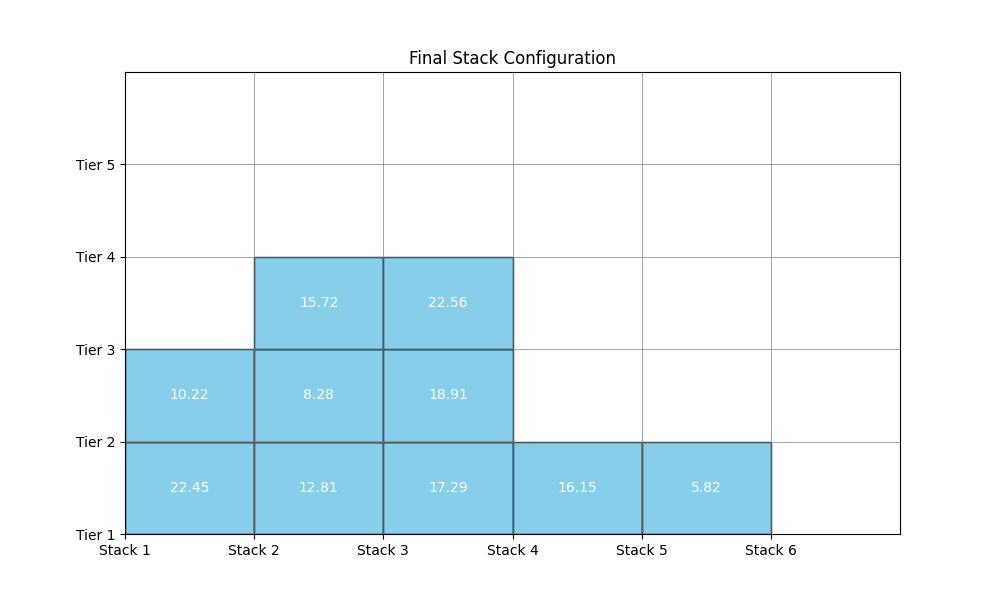 Final Stack Configuration
Tier 5
Tier 4
15.72 22.56
Tier 3
10.22 8.28 18.91
Tier 2
22.45 12.81 17.29 16.15 5.82
Tier 1
Stack 1 Stack 2 Stack 3 Stack 4 Stack 5 Stack 6